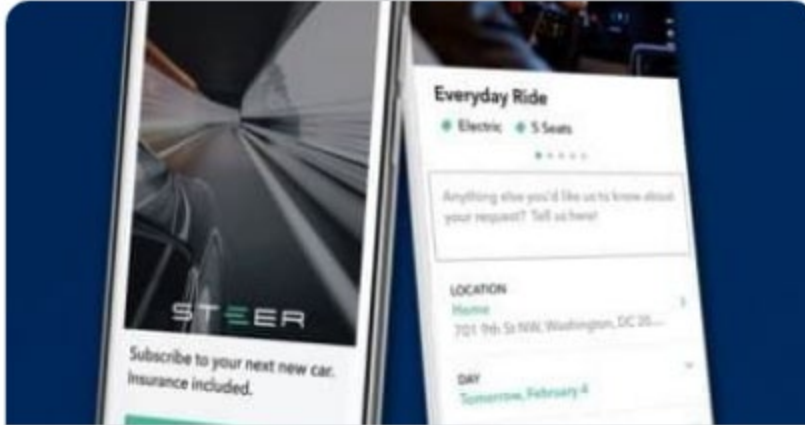 STEER
Subscribe to your next new car.
Insurance included.
Everyday Ride
Electric
5 Seats
Anything else you'd like us to know about
your request? Tell us here!
LOCATION
Home
701 9th St NW, Washington, DC 20...
DAY
Tomorrow, February 4